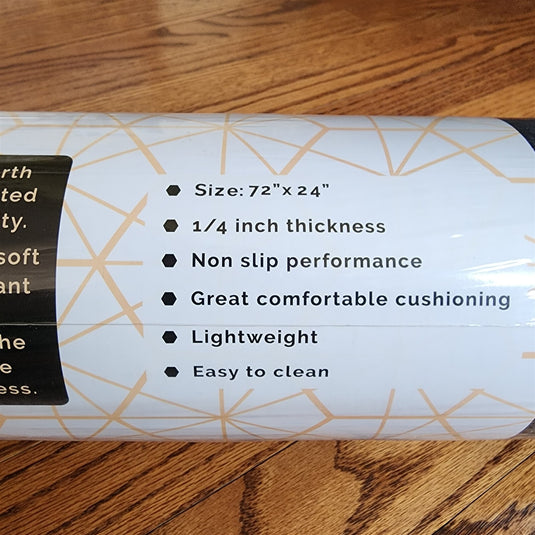 rth
ted
ty.
soft
ant
he
e
ess.
Size: 72”x 24”
1/4 inch thickness
Non slip performance
Great comfortable cushioning
Lightweight
Easy to clean